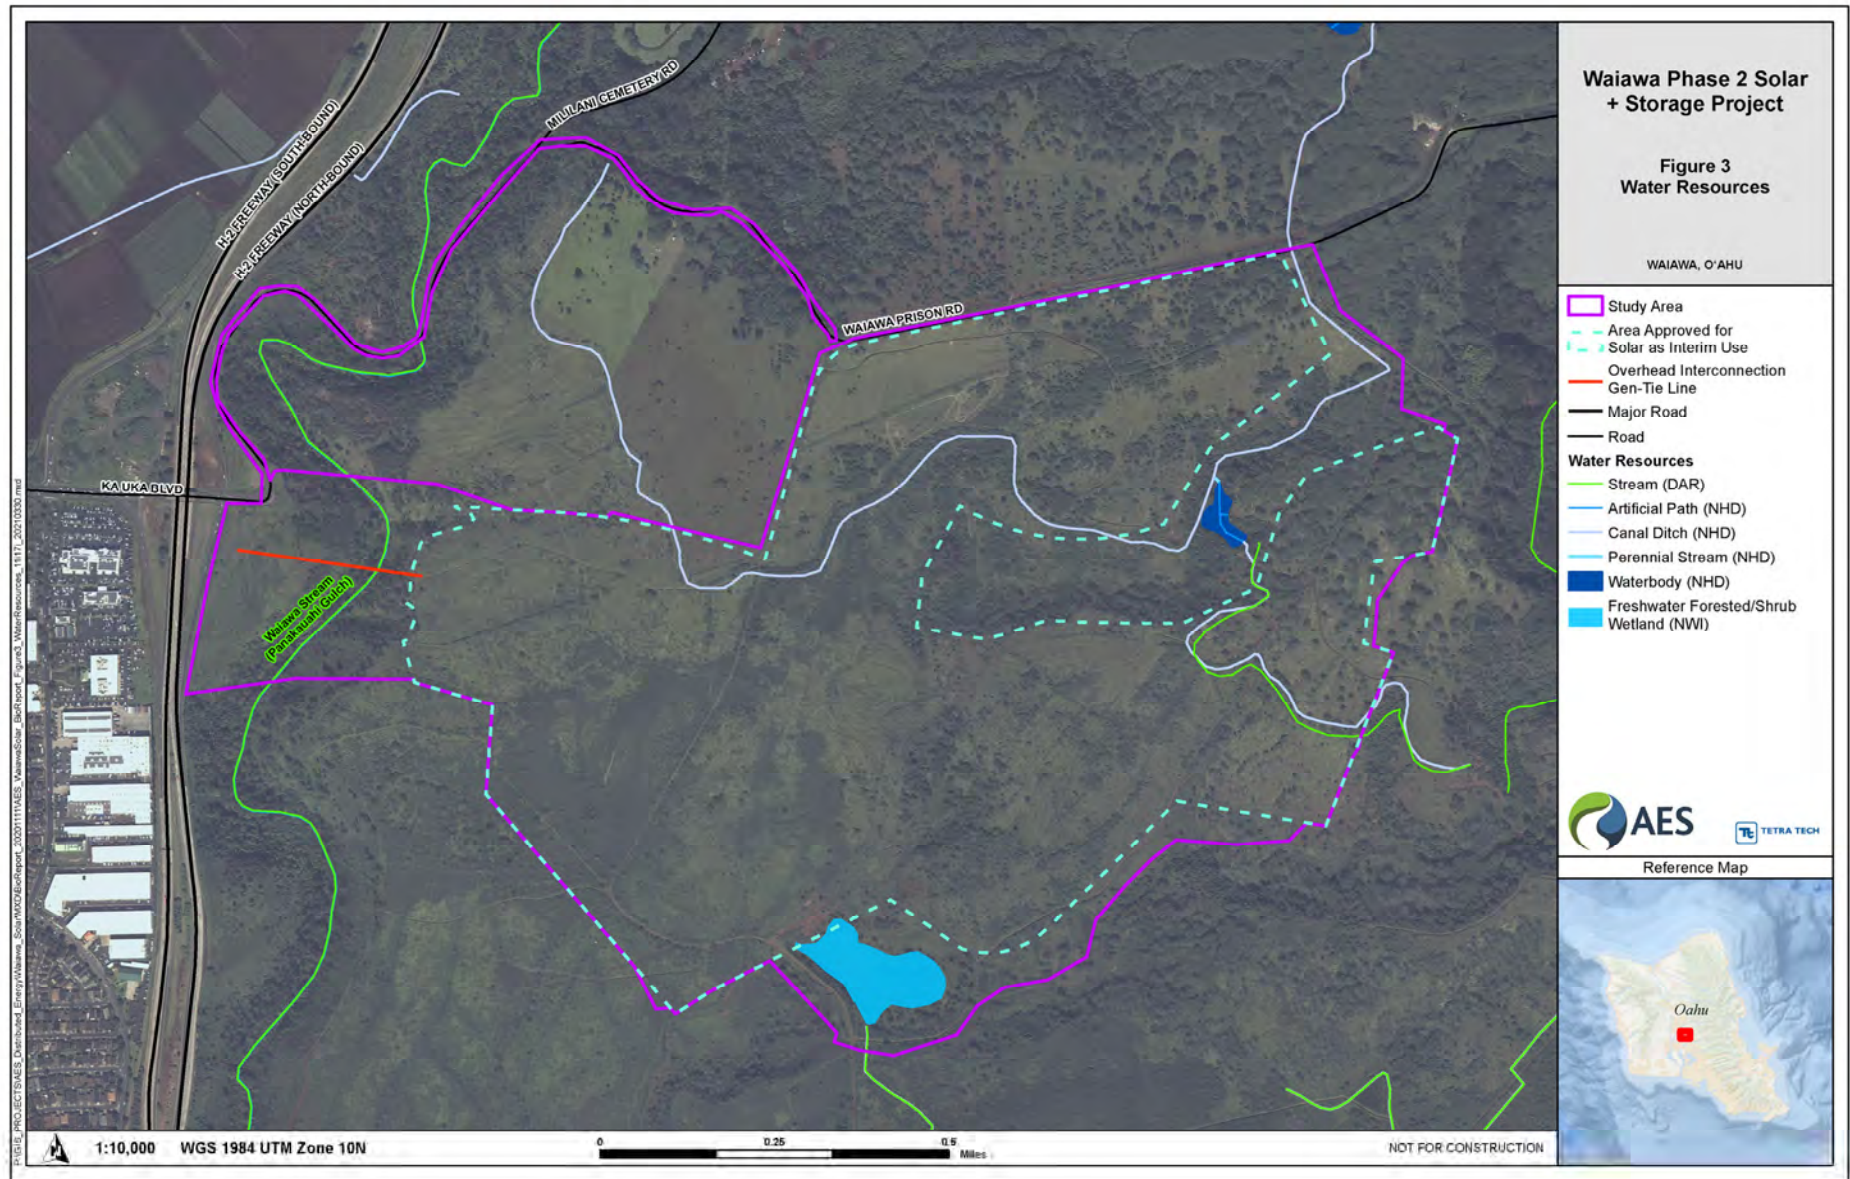 Waiawa Phase 2 Solar
+ Storage Project
Figure 3
Water Resources
WAIAWA, O‘AHU
Study Area
Area Approved for
Solar as Interim Use
Overhead Interconnection
Gen-Tie Line
Major Road
Road
Water Resources
Stream (DAR)
Artificial Path (NHD)
Canal Ditch (NHD)
Perennial Stream (NHD)
Waterbody (NHD)
Freshwater Forested/Shrub
Wetland (NWI)
AES
Tt TETRA TECH
Reference Map
Oahu
H-2 FREEWAY (SOUTH-BOUND)
H-2 FREEWAY (NORTH-BOUND)
MILILANI CEMETERY RD
WAIAWA PRISON RD
KA UKA BLVD
Waiawa Stream
(Panakauahi Gulch)
N
1:10,000 WGS 1984 UTM Zone 10N
0 0.25 0.5
Miles
NOT FOR CONSTRUCTION